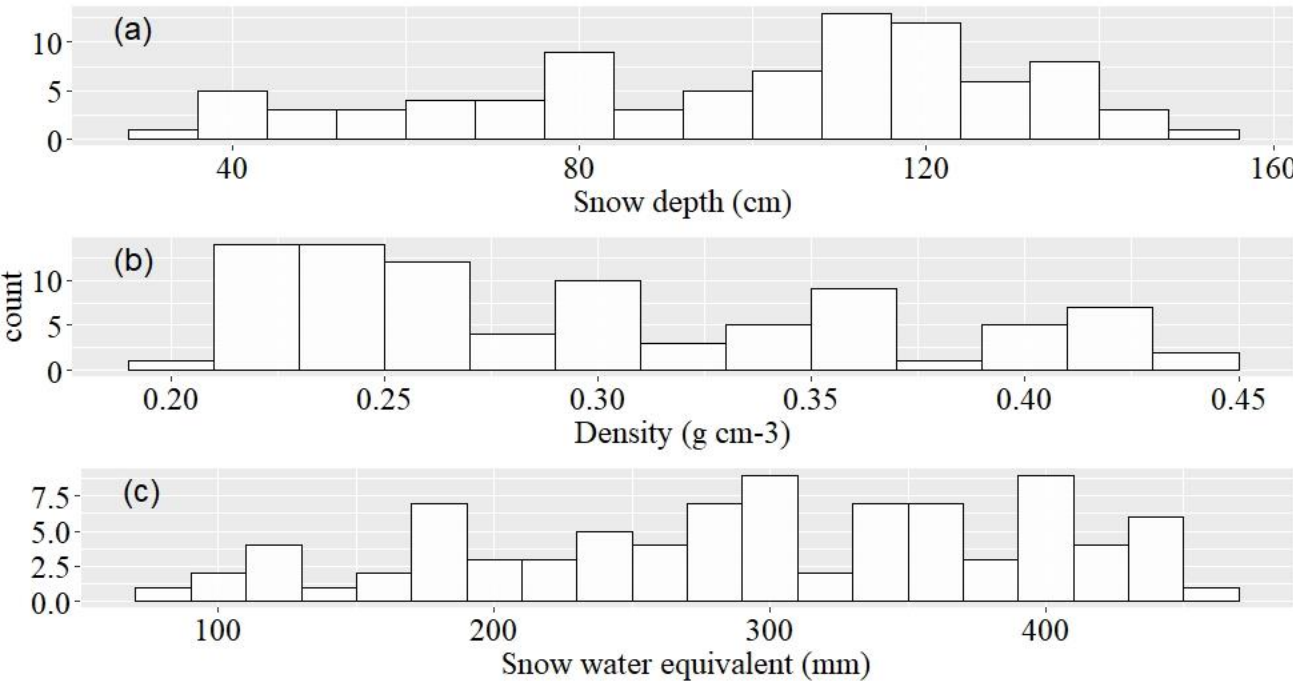 (a)
10
5
0
40 80 120 160
Snow depth (cm)
(b)
count
10
5
0
0.20 0.25 0.30 0.35 0.40 0.45
Density (g cm-3)
(c)
7.5
5.0
2.5
0.0
100 200 300 400
Snow water equivalent (mm)